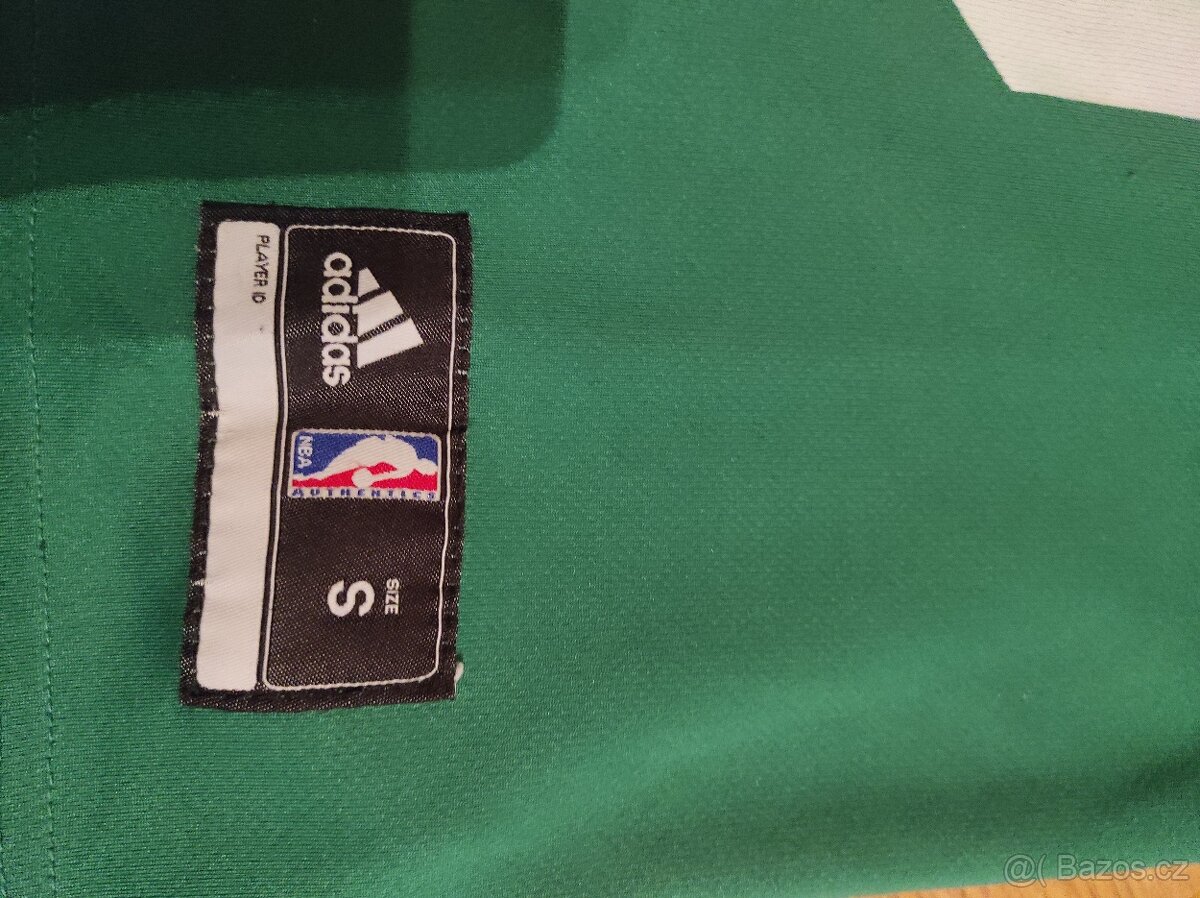 adidas
NBA
AUTHENTICS
SIZE
S
PLAYER ID
@( Bazos.cz